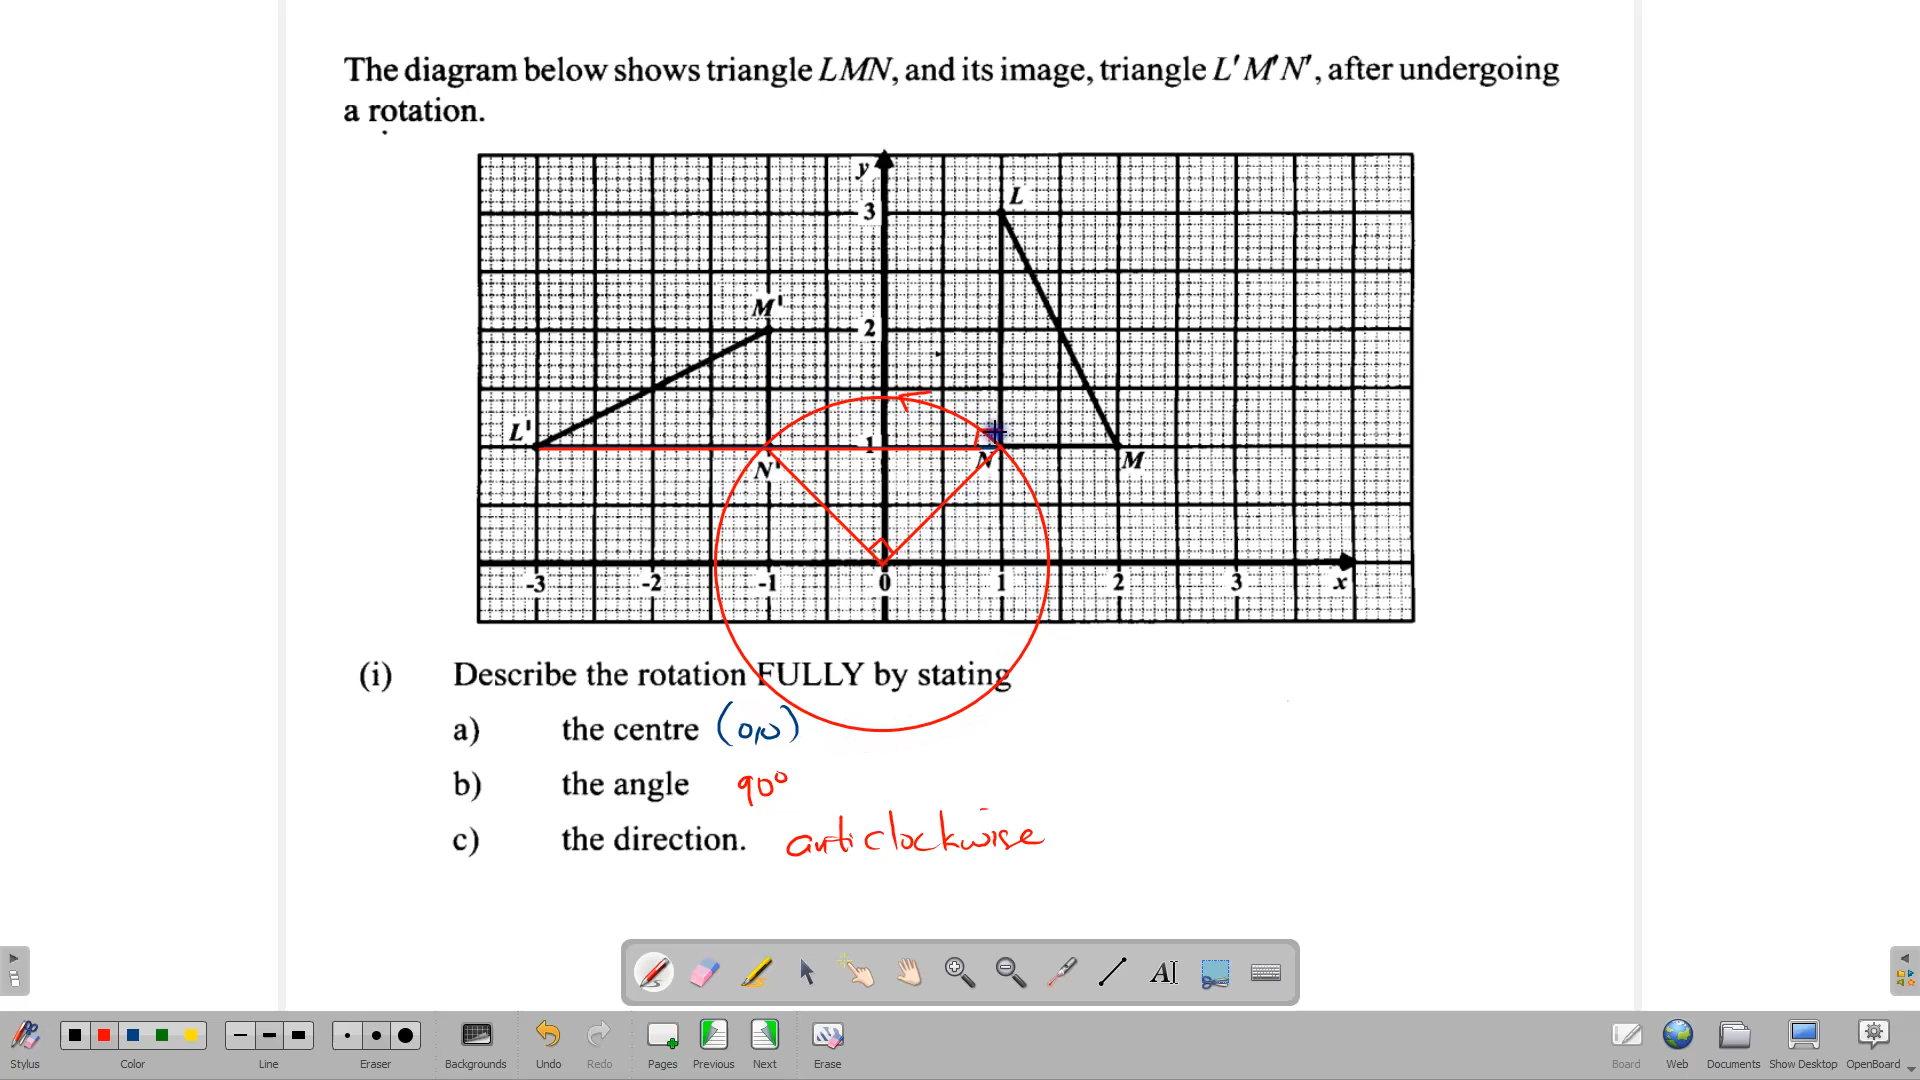 The diagram below shows triangle LMN, and its image, triangle L′M′N′, after undergoing
a rotation.
y
L
3
M'
2
L'
1
N'
N
M
-3 -2 -1 0 1 2 3 x
(i) Describe the rotation FULLY by stating
a) the centre (0,0)
b) the angle 90°
c) the direction. anticlockwise
AI
Stylus Color Line Eraser Backgrounds Undo Redo Pages Previous Next Erase Board Web Documents Show Desktop OpenBoard